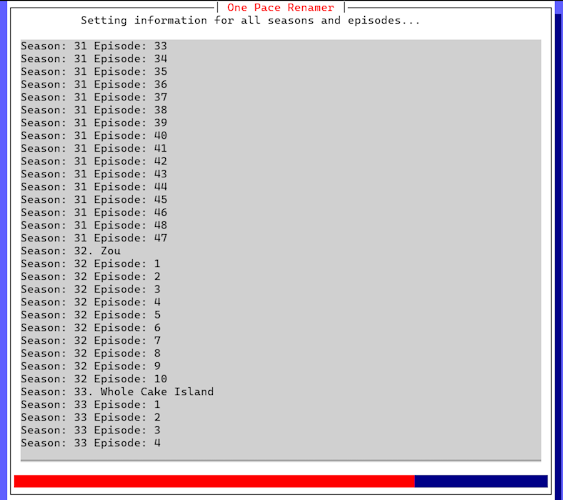 One Pace Renamer
Setting information for all seasons and episodes...
Season: 31 Episode: 33
Season: 31 Episode: 34
Season: 31 Episode: 35
Season: 31 Episode: 36
Season: 31 Episode: 37
Season: 31 Episode: 38
Season: 31 Episode: 39
Season: 31 Episode: 40
Season: 31 Episode: 41
Season: 31 Episode: 42
Season: 31 Episode: 43
Season: 31 Episode: 44
Season: 31 Episode: 45
Season: 31 Episode: 46
Season: 31 Episode: 48
Season: 31 Episode: 47
Season: 32. Zou
Season: 32 Episode: 1
Season: 32 Episode: 2
Season: 32 Episode: 3
Season: 32 Episode: 4
Season: 32 Episode: 5
Season: 32 Episode: 6
Season: 32 Episode: 7
Season: 32 Episode: 8
Season: 32 Episode: 9
Season: 32 Episode: 10
Season: 33. Whole Cake Island
Season: 33 Episode: 1
Season: 33 Episode: 2
Season: 33 Episode: 3
Season: 33 Episode: 4